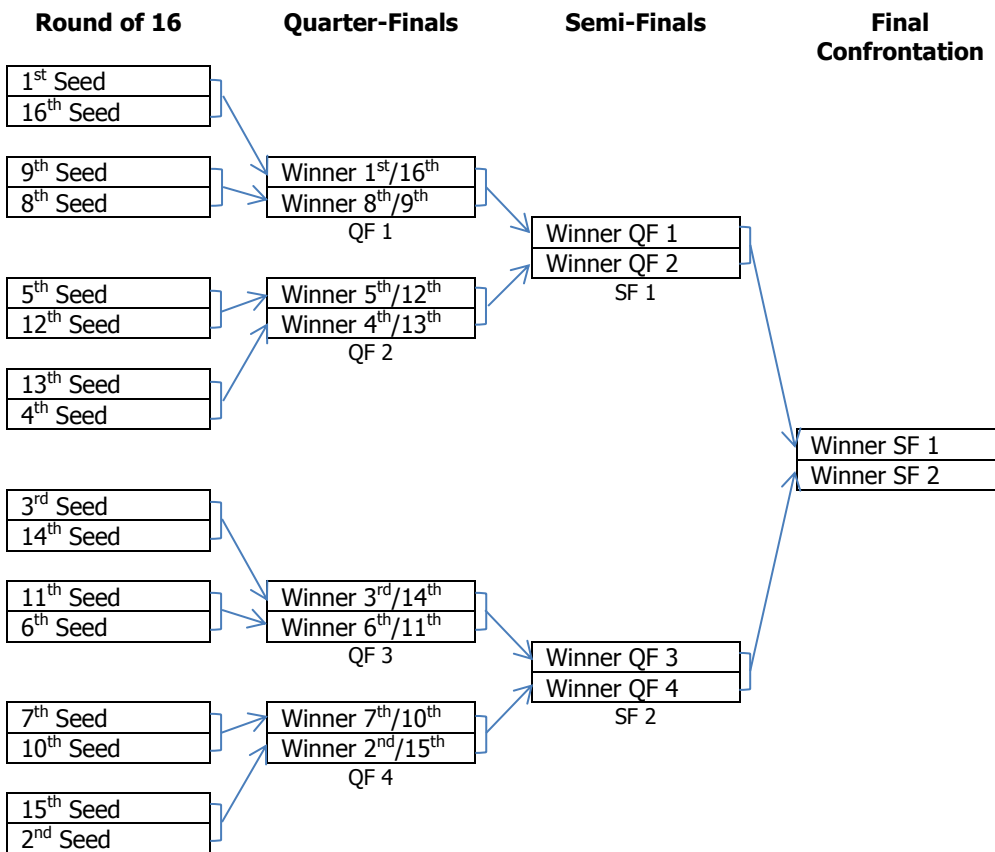 Round of 16
Quarter-Finals
Semi-Finals
Final
Confrontation
1st Seed
16th Seed
9th Seed
8th Seed
5th Seed
12th Seed
13th Seed
4th Seed
3rd Seed
14th Seed
11th Seed
6th Seed
7th Seed
10th Seed
15th Seed
2nd Seed
Winner 1st/16th
Winner 8th/9th
QF 1
Winner 5th/12th
Winner 4th/13th
QF 2
Winner 3rd/14th
Winner 6th/11th
QF 3
Winner 7th/10th
Winner 2nd/15th
QF 4
Winner QF 1
Winner QF 2
SF 1
Winner QF 3
Winner QF 4
SF 2
Winner SF 1
Winner SF 2